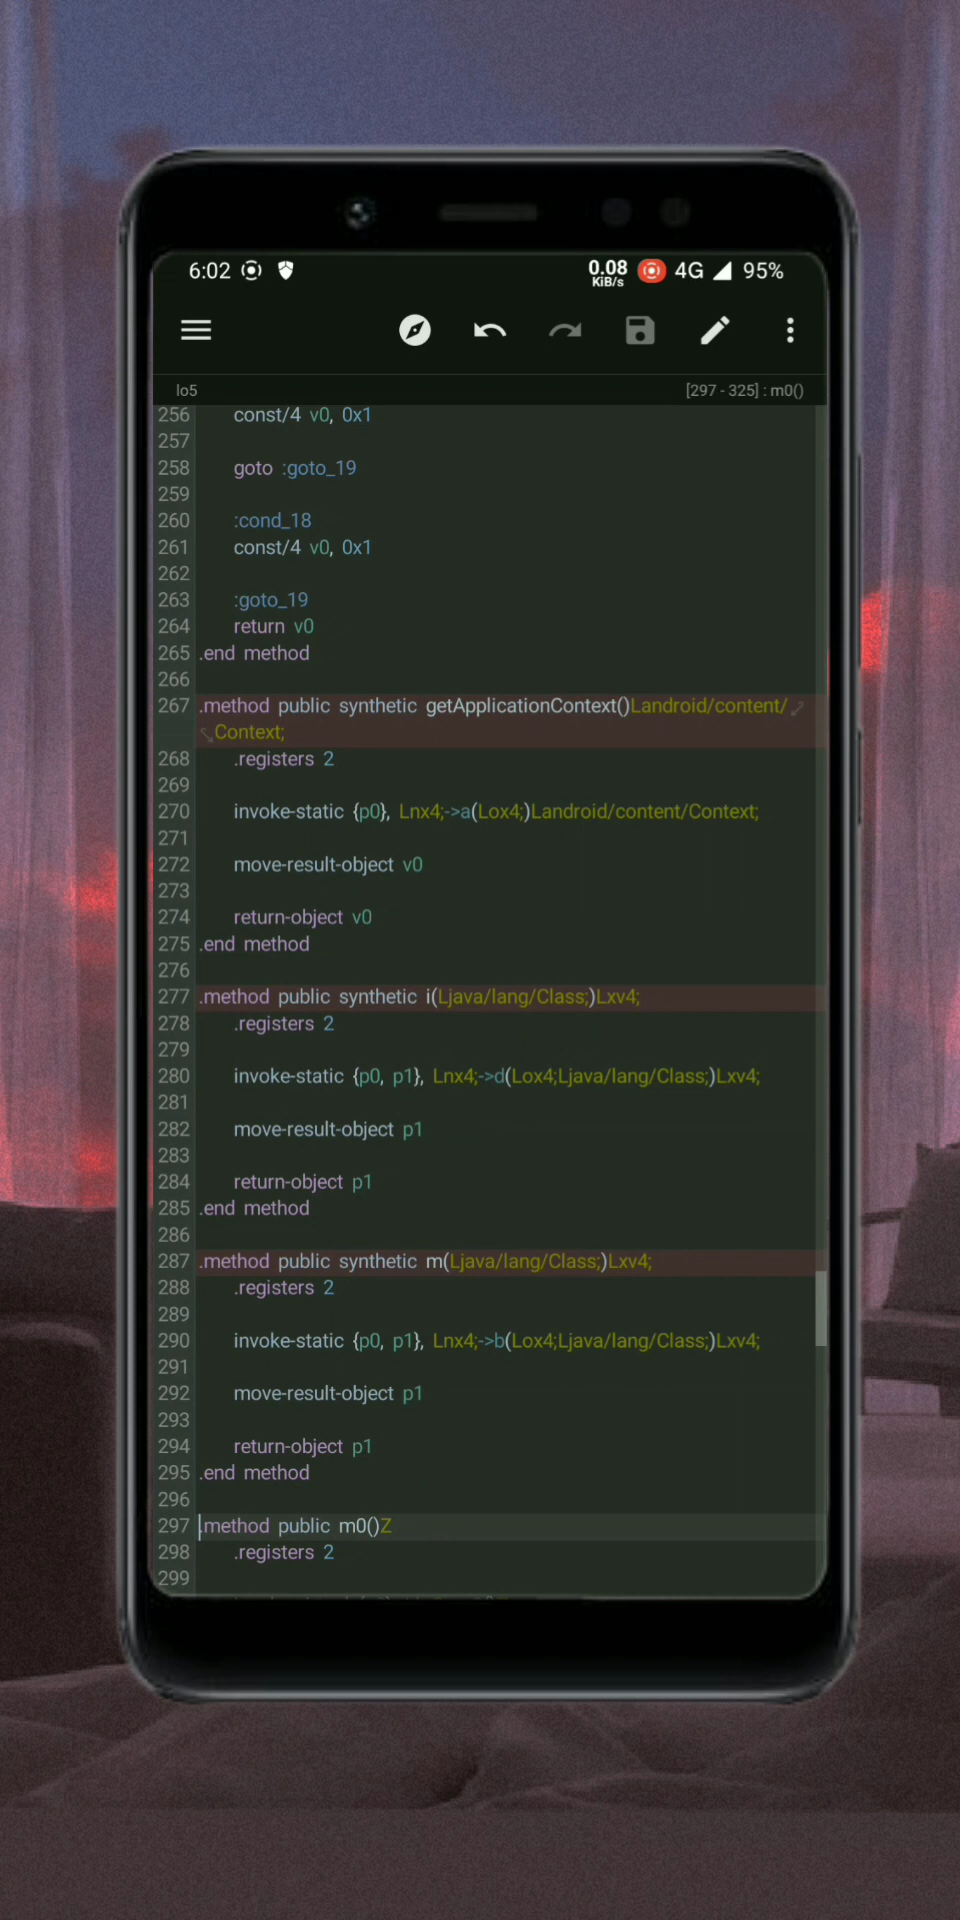 6:02 0.08 KiB/s 4G 95%
lo5 [297 - 325] : m0()
256 const/4 v0, 0x1
257
258 goto :goto_19
259
260 :cond_18
261 const/4 v0, 0x1
262
263 :goto_19
264 return v0
265 .end method
266
267 .method public synthetic getApplicationContext()Landroid/content/
Context;
268 .registers 2
269
270 invoke-static {p0}, Lnx4;->a(Lox4;)Landroid/content/Context;
271
272 move-result-object v0
273
274 return-object v0
275 .end method
276
277 .method public synthetic i(Ljava/lang/Class;)Lxv4;
278 .registers 2
279
280 invoke-static {p0, p1}, Lnx4;->d(Lox4;Ljava/lang/Class;)Lxv4;
281
282 move-result-object p1
283
284 return-object p1
285 .end method
286
287 .method public synthetic m(Ljava/lang/Class;)Lxv4;
288 .registers 2
289
290 invoke-static {p0, p1}, Lnx4;->b(Lox4;Ljava/lang/Class;)Lxv4;
291
292 move-result-object p1
293
294 return-object p1
295 .end method
296
297 .method public m0()Z
298 .registers 2
299